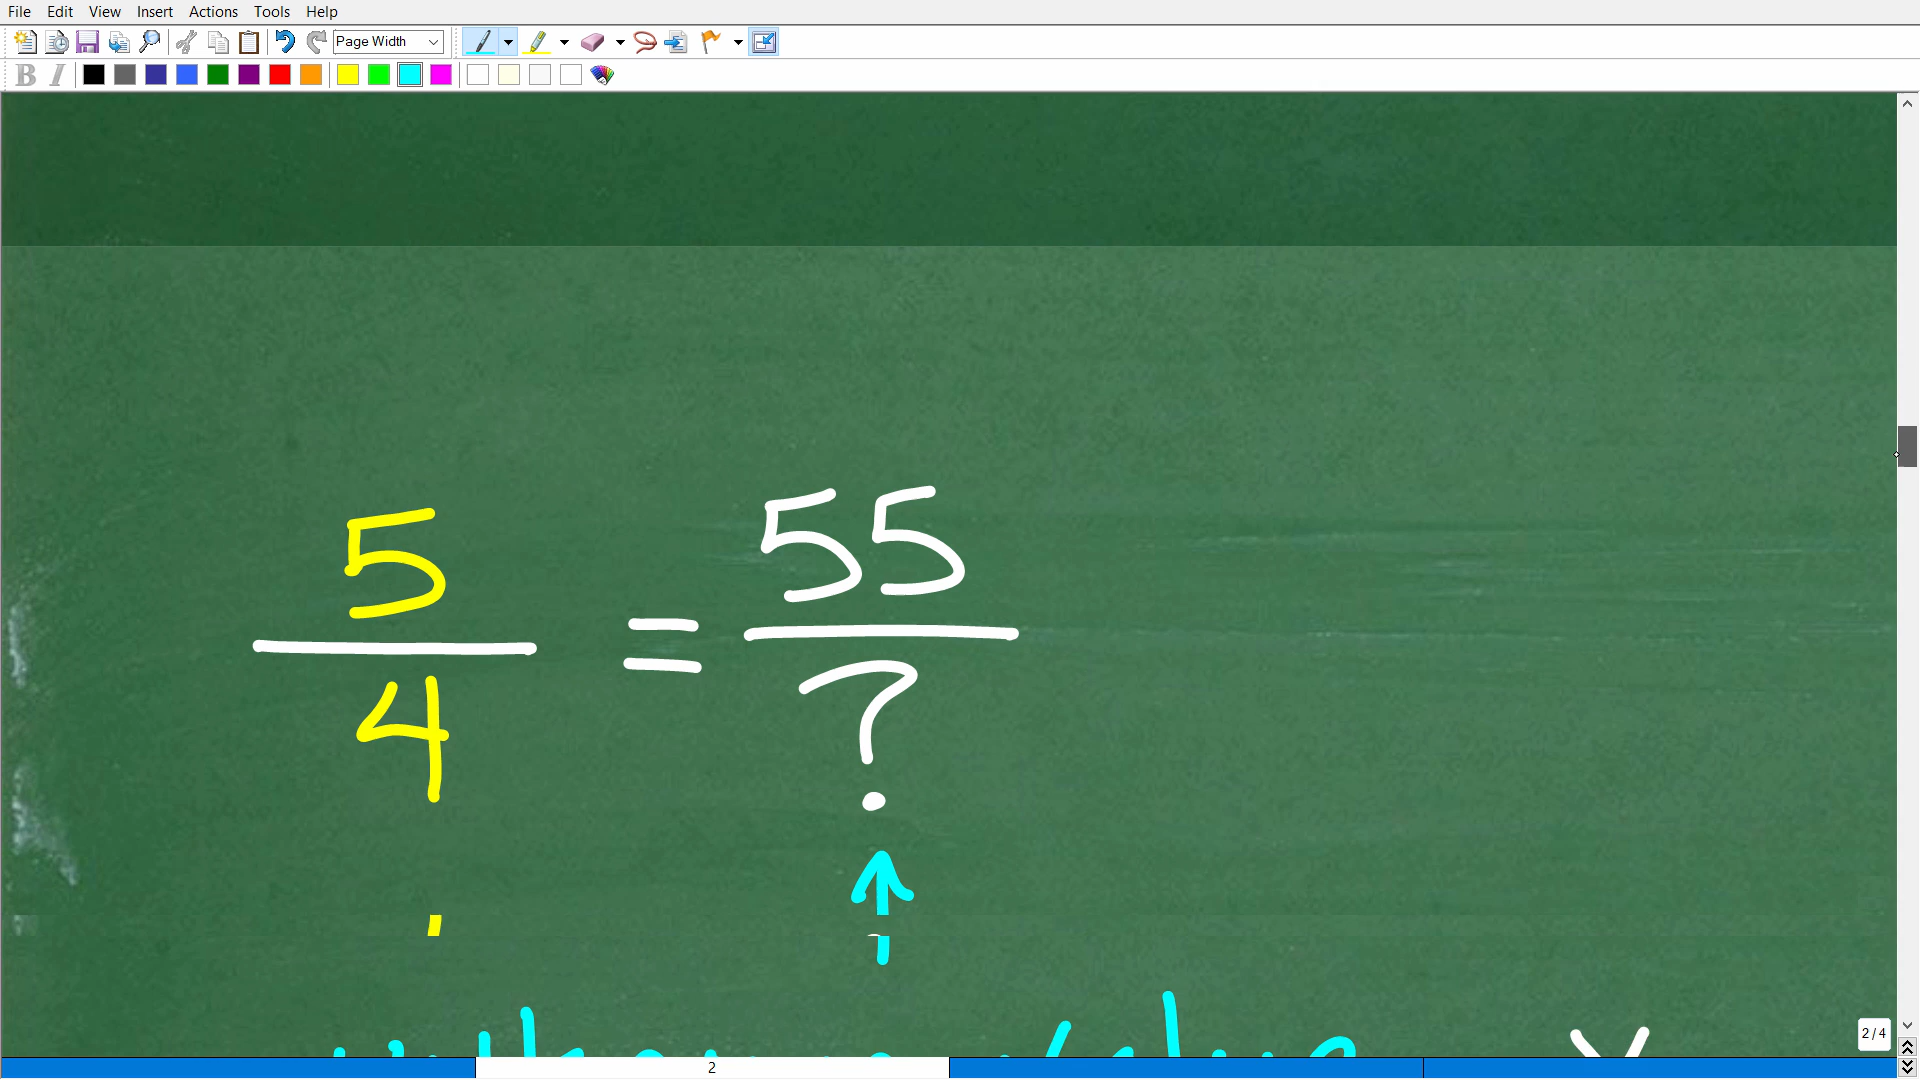 File Edit View Insert Actions Tools Help
Page Width
B I
5/4 = 55/?
2 / 4
2